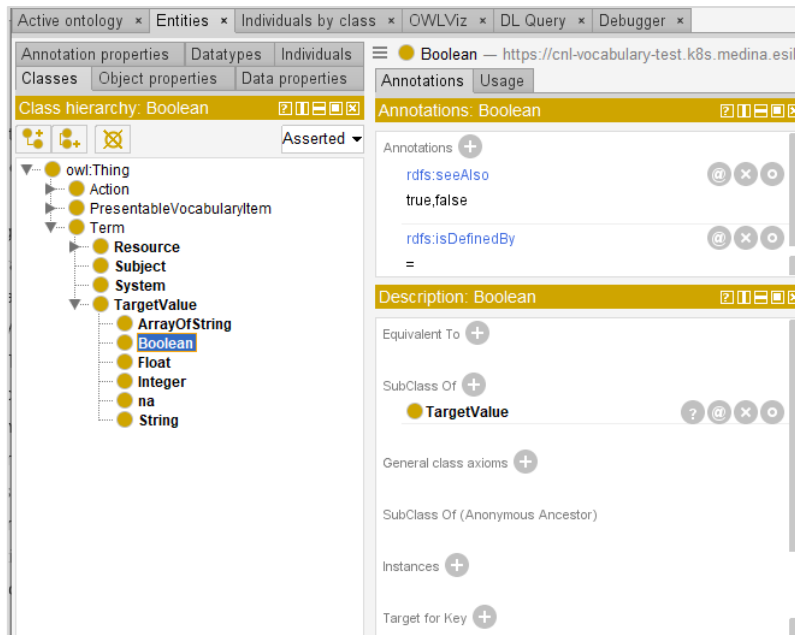 Active ontology × Entities × Individuals by class × OWLViz × DL Query × Debugger ×
Annotation properties Datatypes Individuals
Classes Object properties Data properties
Class hierarchy: Boolean
Asserted
owl:Thing
Action
PresentableVocabularyItem
Term
Resource
Subject
System
TargetValue
ArrayOfString
Boolean
Float
Integer
na
String
Boolean — https://cnl-vocabulary-test.k8s.medina.esil
Annotations Usage
Annotations: Boolean
Annotations
rdfs:seeAlso
true,false
rdfs:isDefinedBy
=
Description: Boolean
Equivalent To
SubClass Of
TargetValue
General class axioms
SubClass Of (Anonymous Ancestor)
Instances
Target for Key